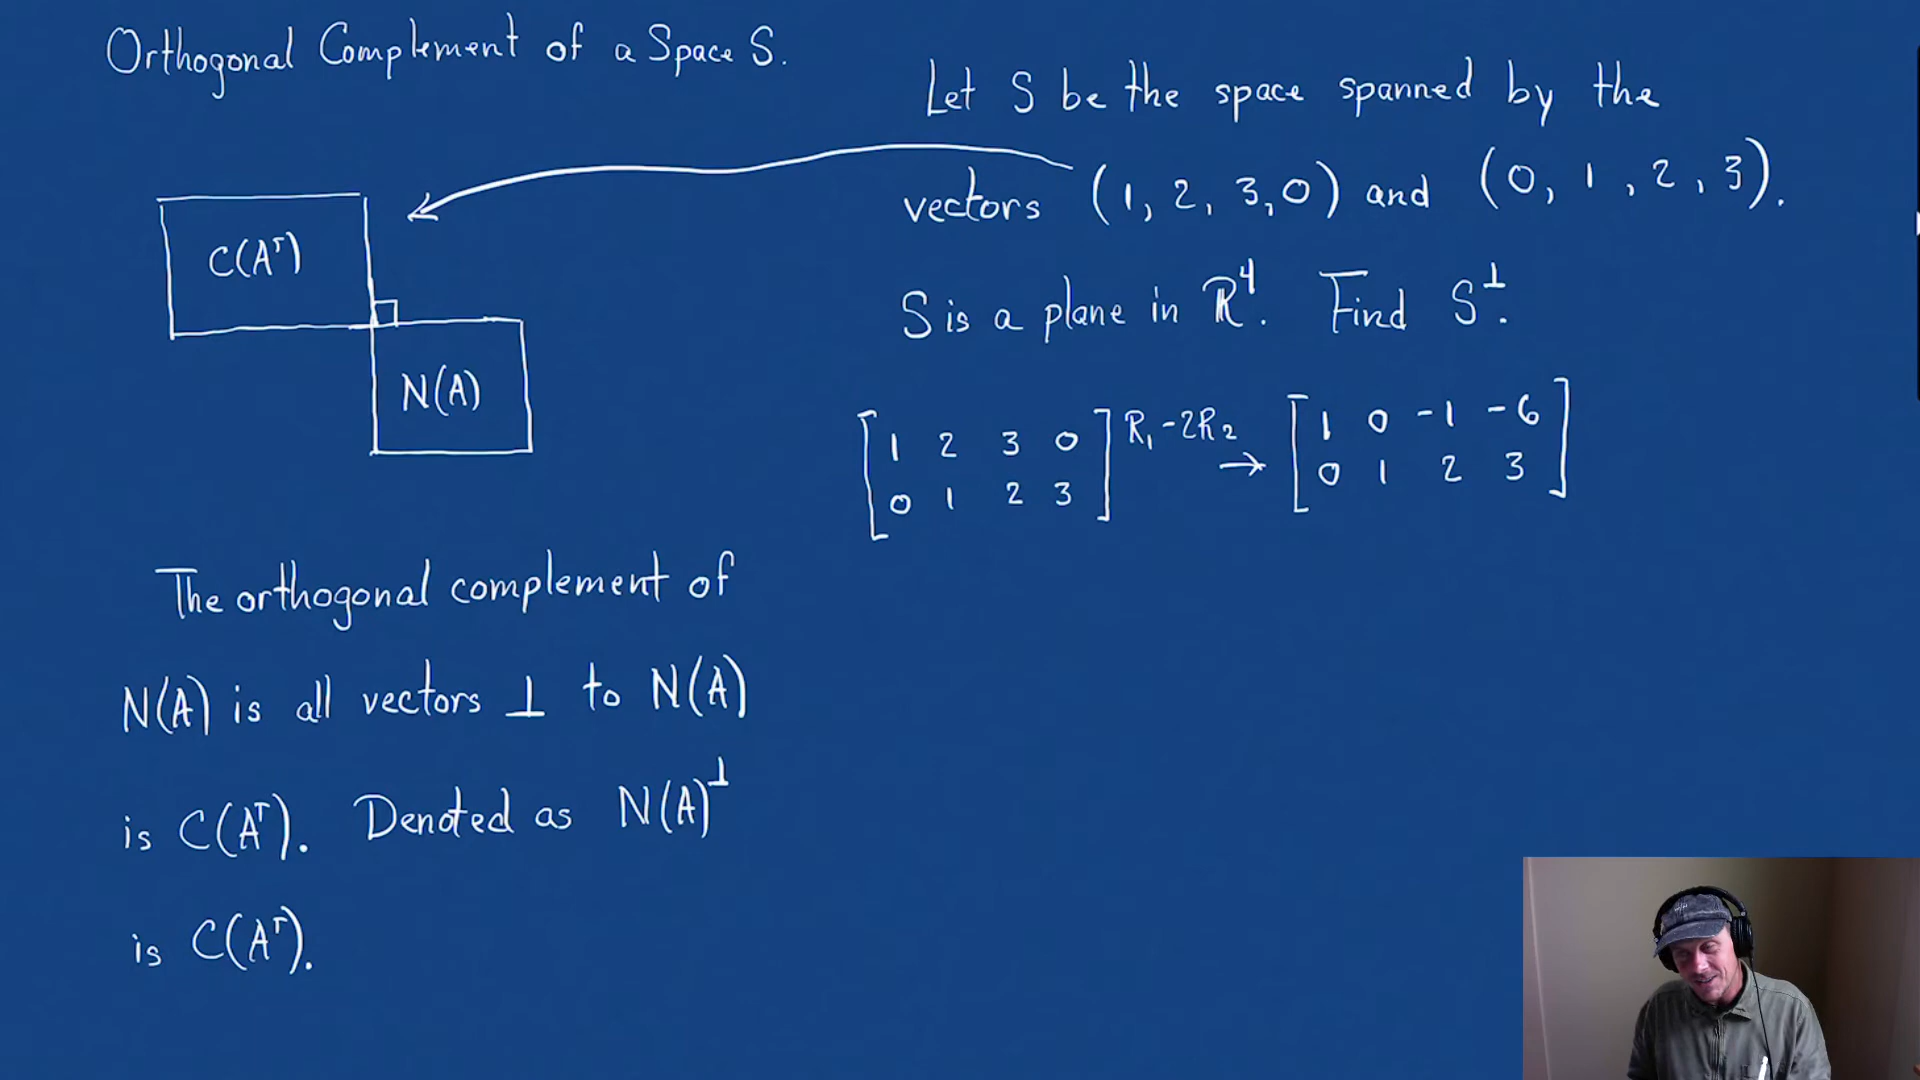 Orthogonal Complement of a Space S.
C(Aᵀ)
N(A)
The orthogonal complement of
N(A) is all vectors ⊥ to N(A)
is C(Aᵀ). Denoted as N(A)^⊥
is C(Aᵀ).
Let S be the space spanned by the
vectors (1, 2, 3, 0) and (0, 1, 2, 3).
S is a plane in ℝ⁴. Find S^⊥.
[1 2 3 0] R₁ - 2R₂ → [1 0 -1 -6]
[0 1 2 3] [0 1 2 3]